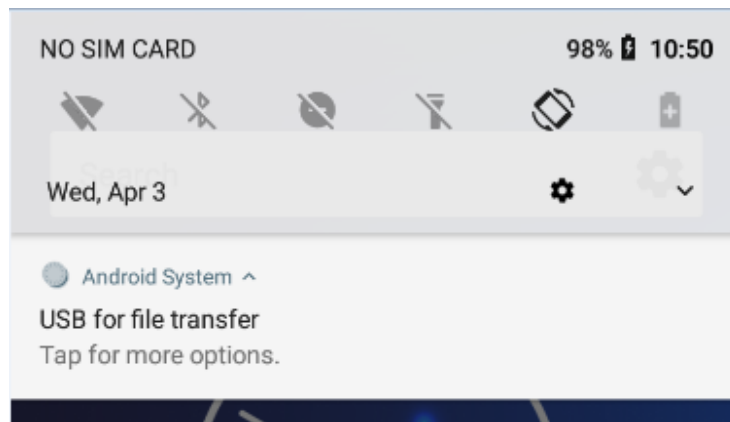 NO SIM CARD 98% 10:50
Search
Wed, Apr 3
Android System
USB for file transfer
Tap for more options.